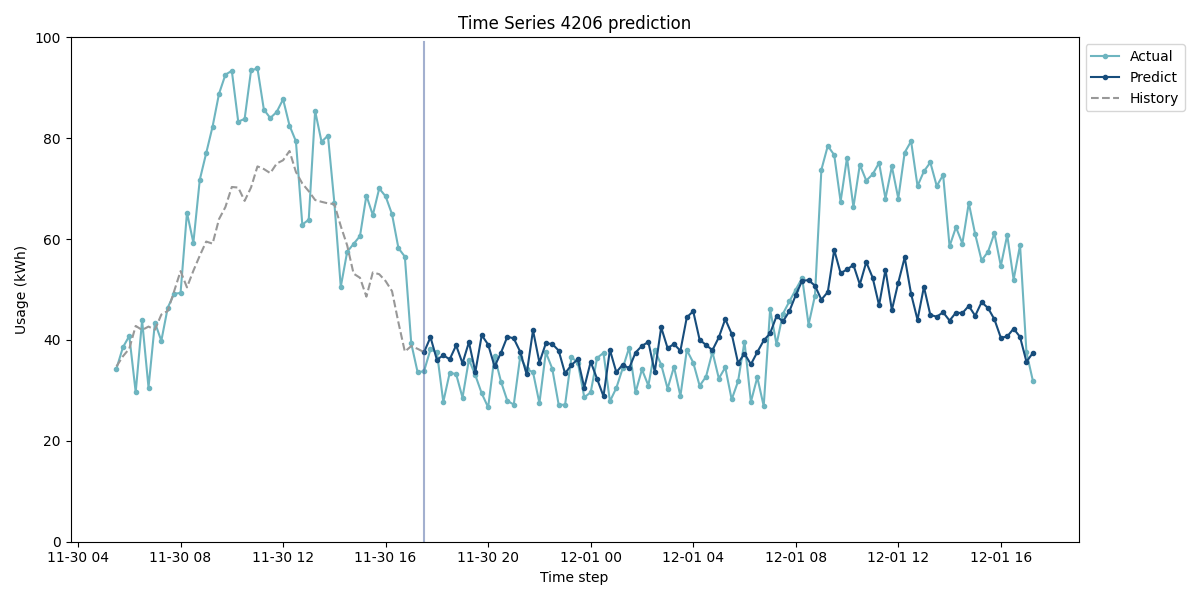 Time Series 4206 prediction
Actual
Predict
History
Usage (kWh)
100
80
60
40
20
0
11-30 04 11-30 08 11-30 12 11-30 16 11-30 20 12-01 00 12-01 04 12-01 08 12-01 12 12-01 16
Time step